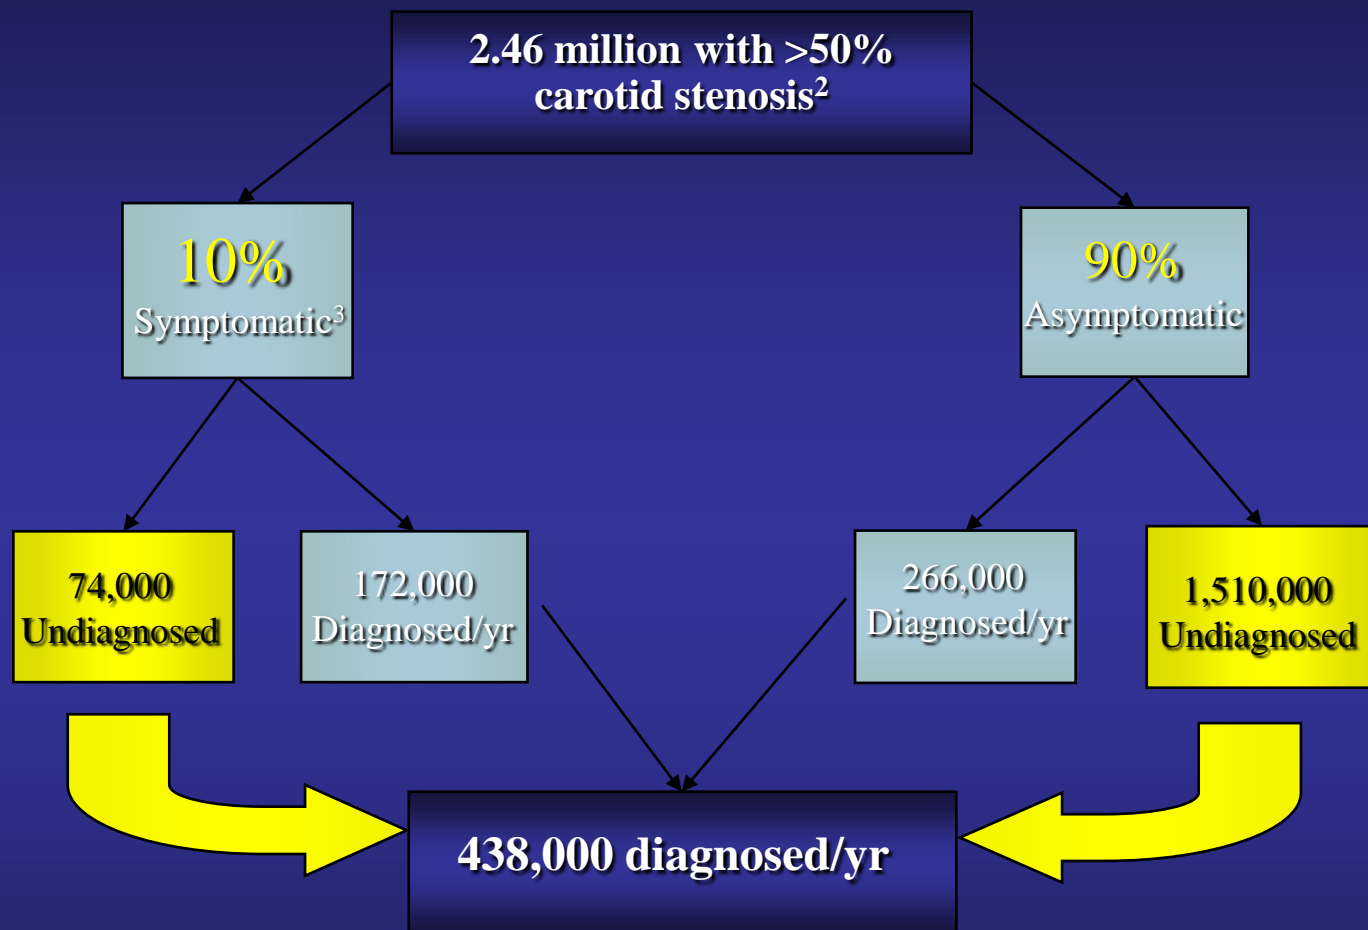 2.46 million with >50%
carotid stenosis²
10%
Symptomatic³
90%
Asymptomatic
74,000
Undiagnosed
172,000
Diagnosed/yr
266,000
Diagnosed/yr
1,510,000
Undiagnosed
438,000 diagnosed/yr